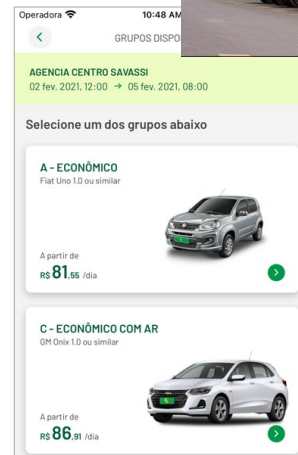 Operadora 10:48 AM
GRUPOS
AGENCIA CENTRO SAVASSI
02 fev. 2021, 12:00 → 05 fev. 2021, 08:00
Selecione um dos grupos abaixo
A - ECONÔMICO
Fiat Uno 1.0 ou similar
A partir de
R$ 81,55 /dia
C - ECONÔMICO COM AR
GM Onix 1.0 ou similar
A partir de
R$ 86,91 /dia